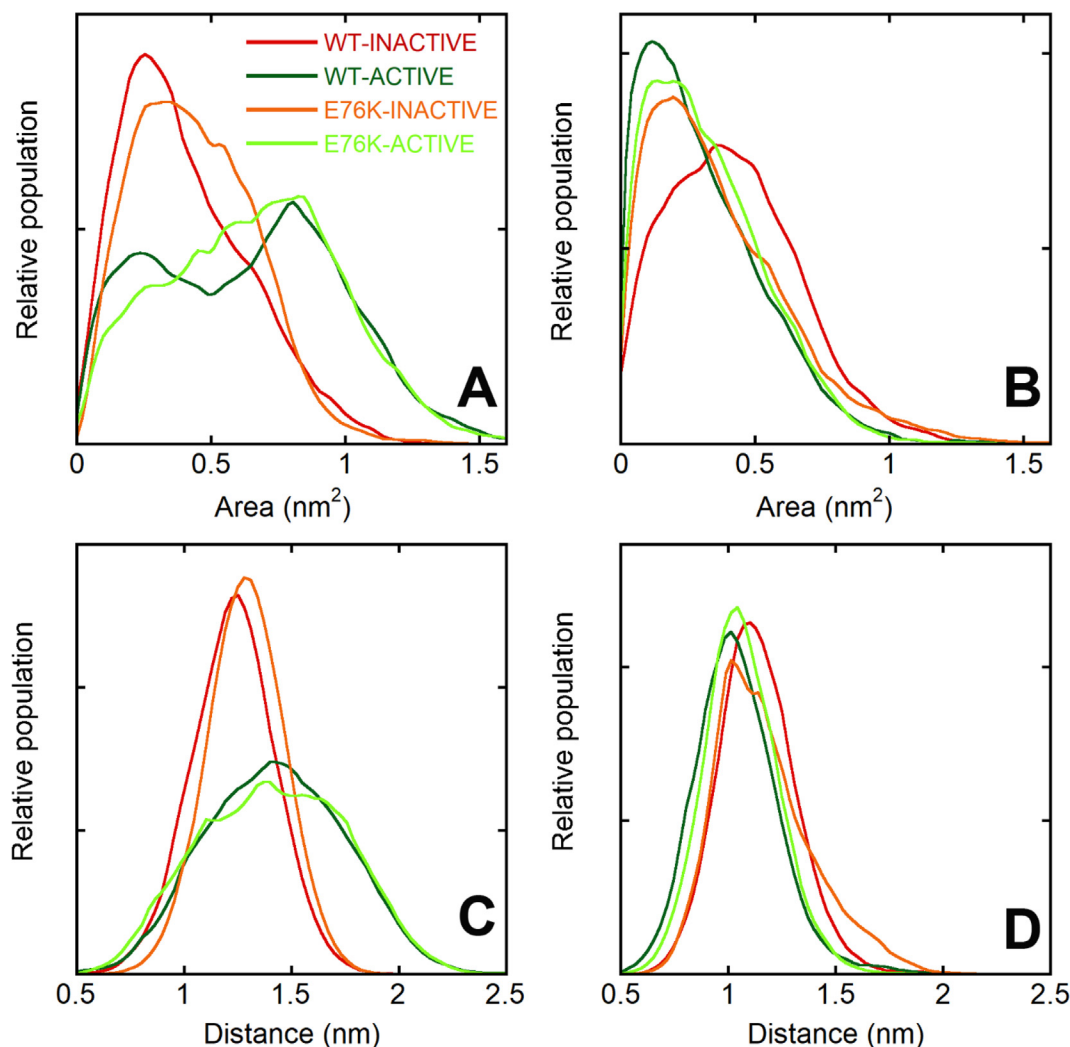 WT-INACTIVE
WT-ACTIVE
E76K-INACTIVE
E76K-ACTIVE
Relative population
A
0 0.5 1 1.5
Area (nm2)
Relative population
B
0 0.5 1 1.5
Area (nm2)
Relative population
C
0.5 1 1.5 2 2.5
Distance (nm)
Relative population
D
0.5 1 1.5 2 2.5
Distance (nm)